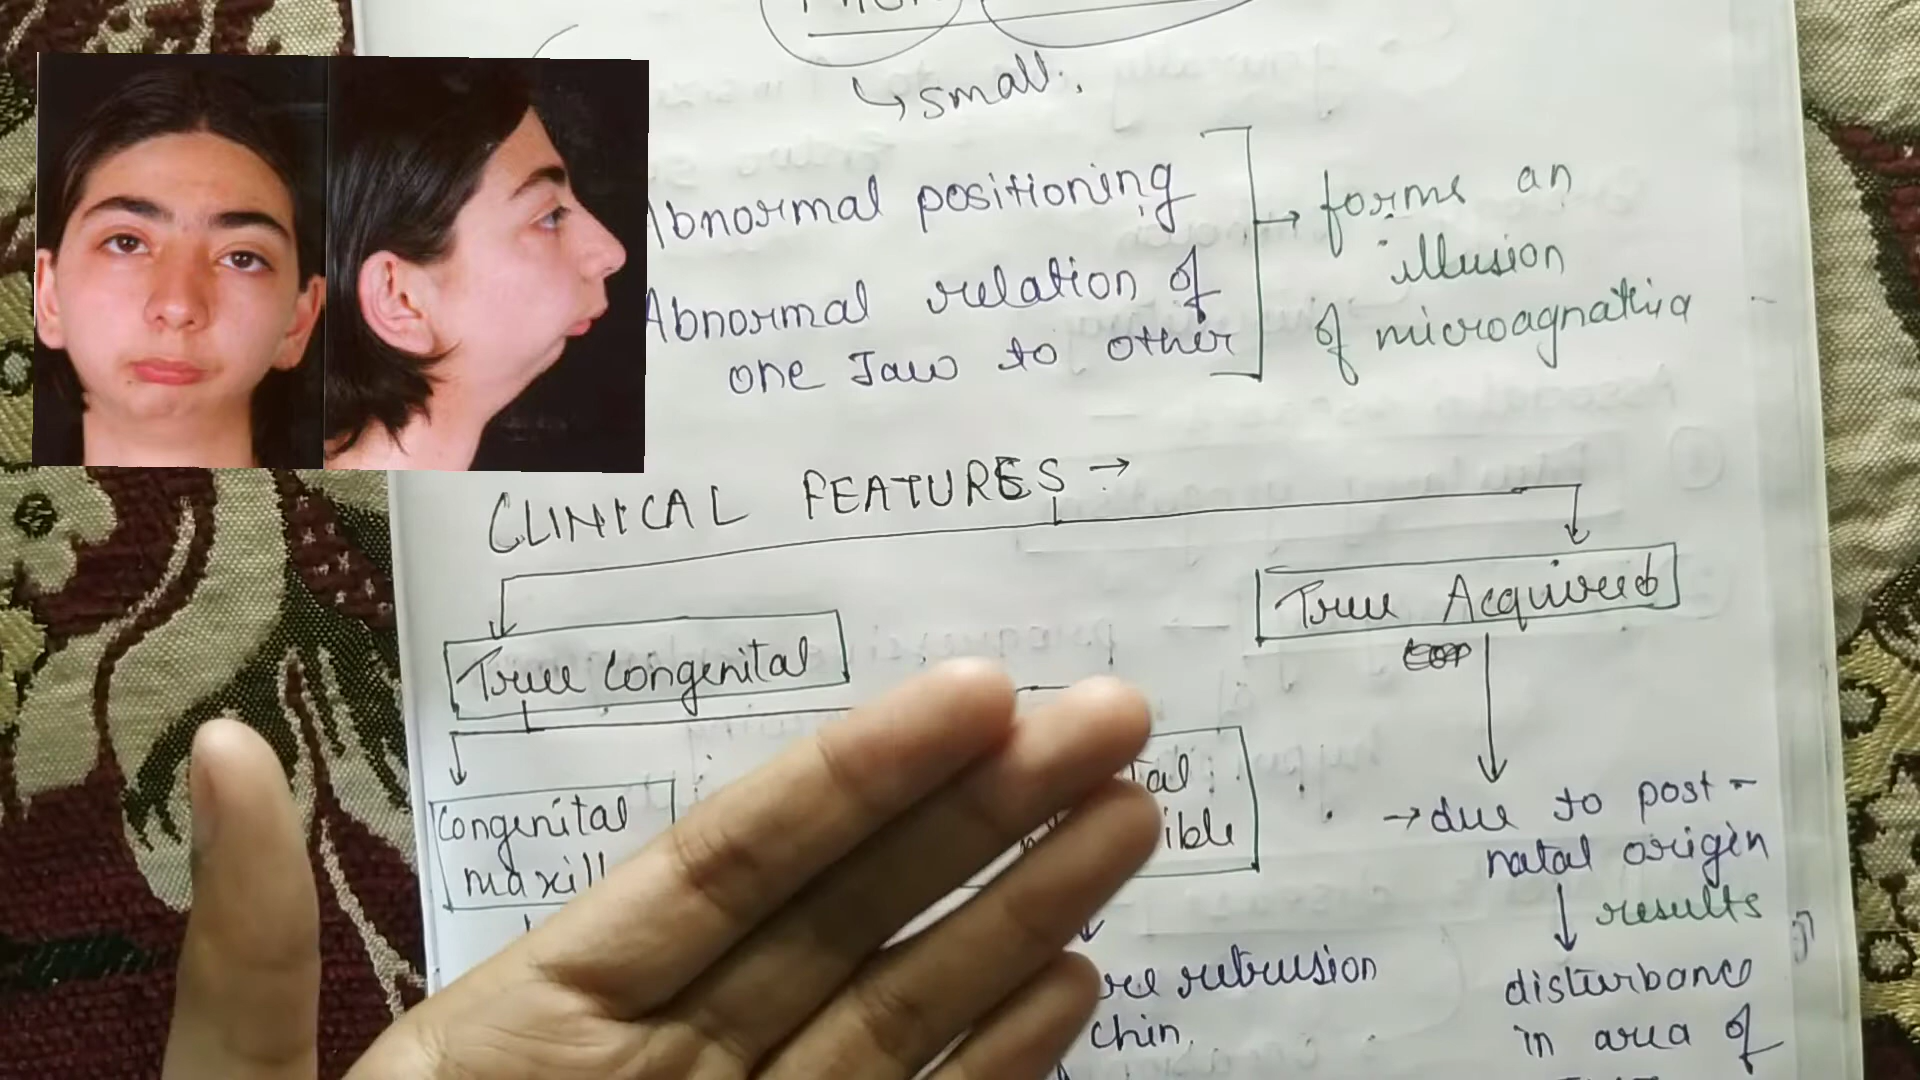 small.
Abnormal positioning
Abnormal relation of
one Jaw to other
forms an
illusion
of microagnathia
CLINICAL FEATURES →
True Congenital
True Acquired
Congenital
→ due to post-
natal origin
results
retrusion
chin.
disturbance
in area of